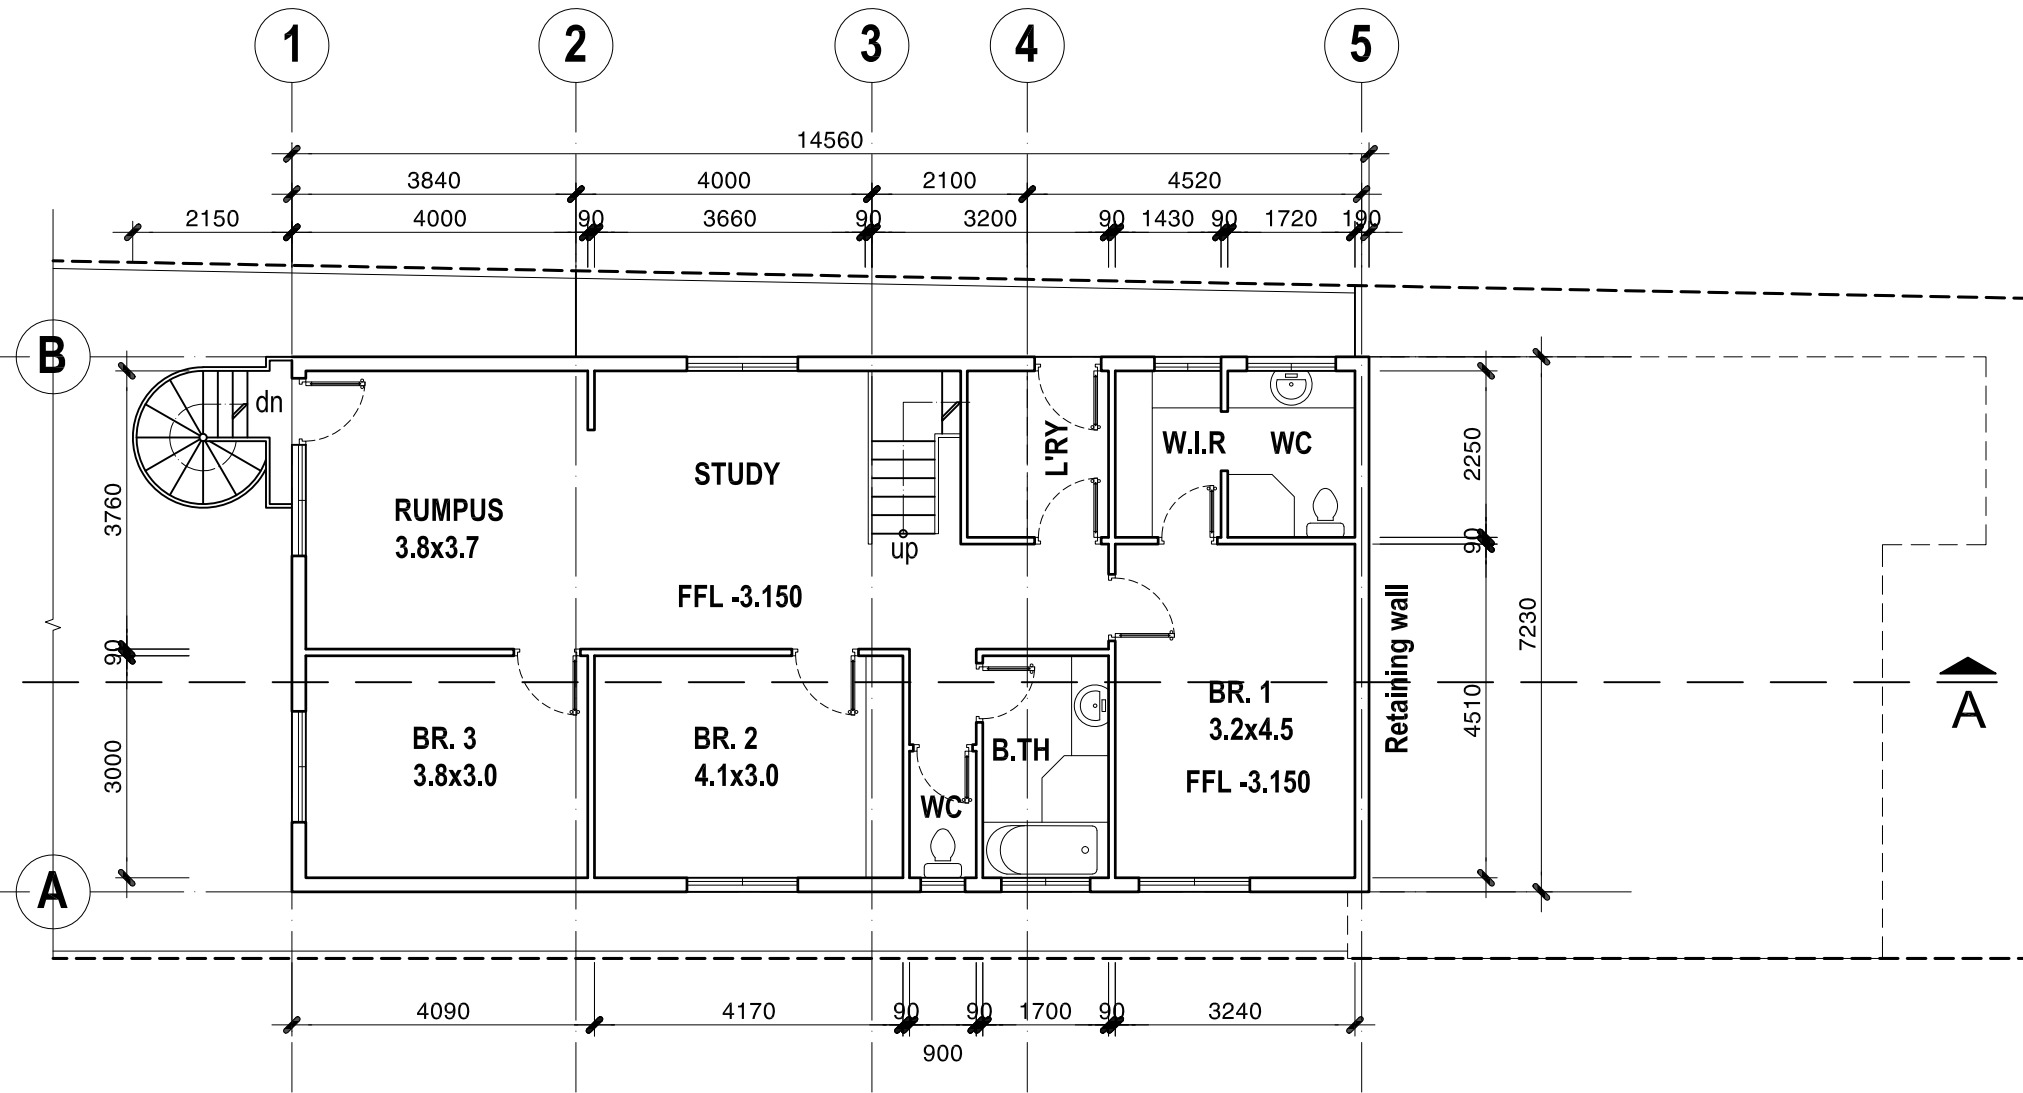 1 2 3 4 5
14560
3840 4000 2100 4520
2150 4000 90 3660 90 3200 90 1430 90 1720 190
B
dn
L'RY
W.I.R WC
2250
STUDY
RUMPUS
3.8x3.7
3760
up
90
FFL -3.150
Retaining wall
7230
90
BR. 1
3.2x4.5
4510
A
BR. 3
3.8x3.0
BR. 2
4.1x3.0
B.TH
3000
FFL -3.150
WC
A
4090 4170 90 90 1700 90 3240
900